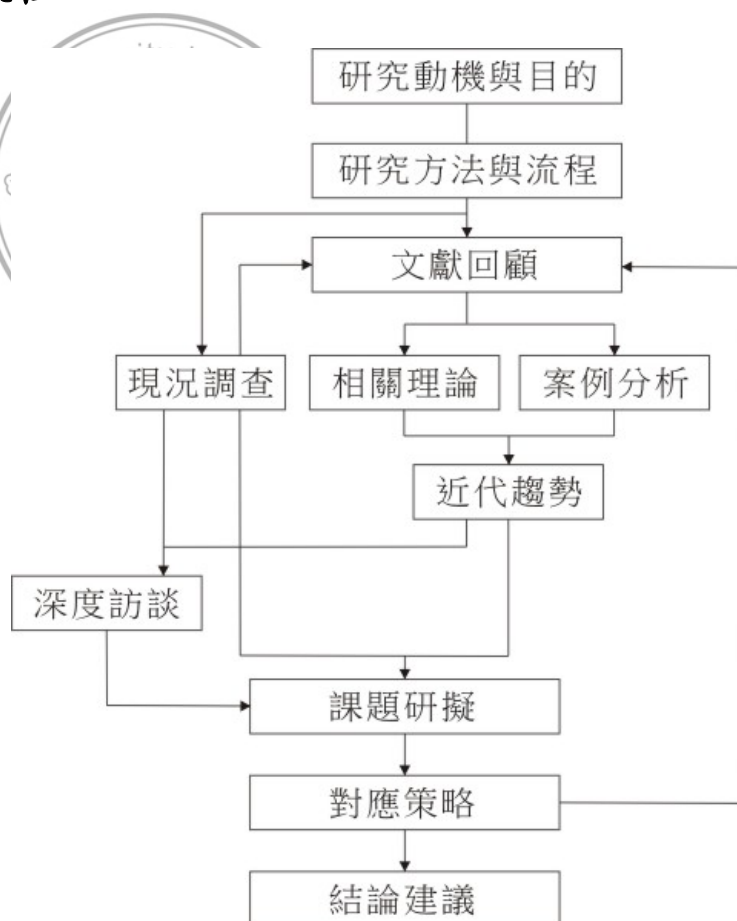 研究動機與目的
研究方法與流程
文獻回顧
現況調查
相關理論
案例分析
近代趨勢
深度訪談
課題研擬
對應策略
結論建議